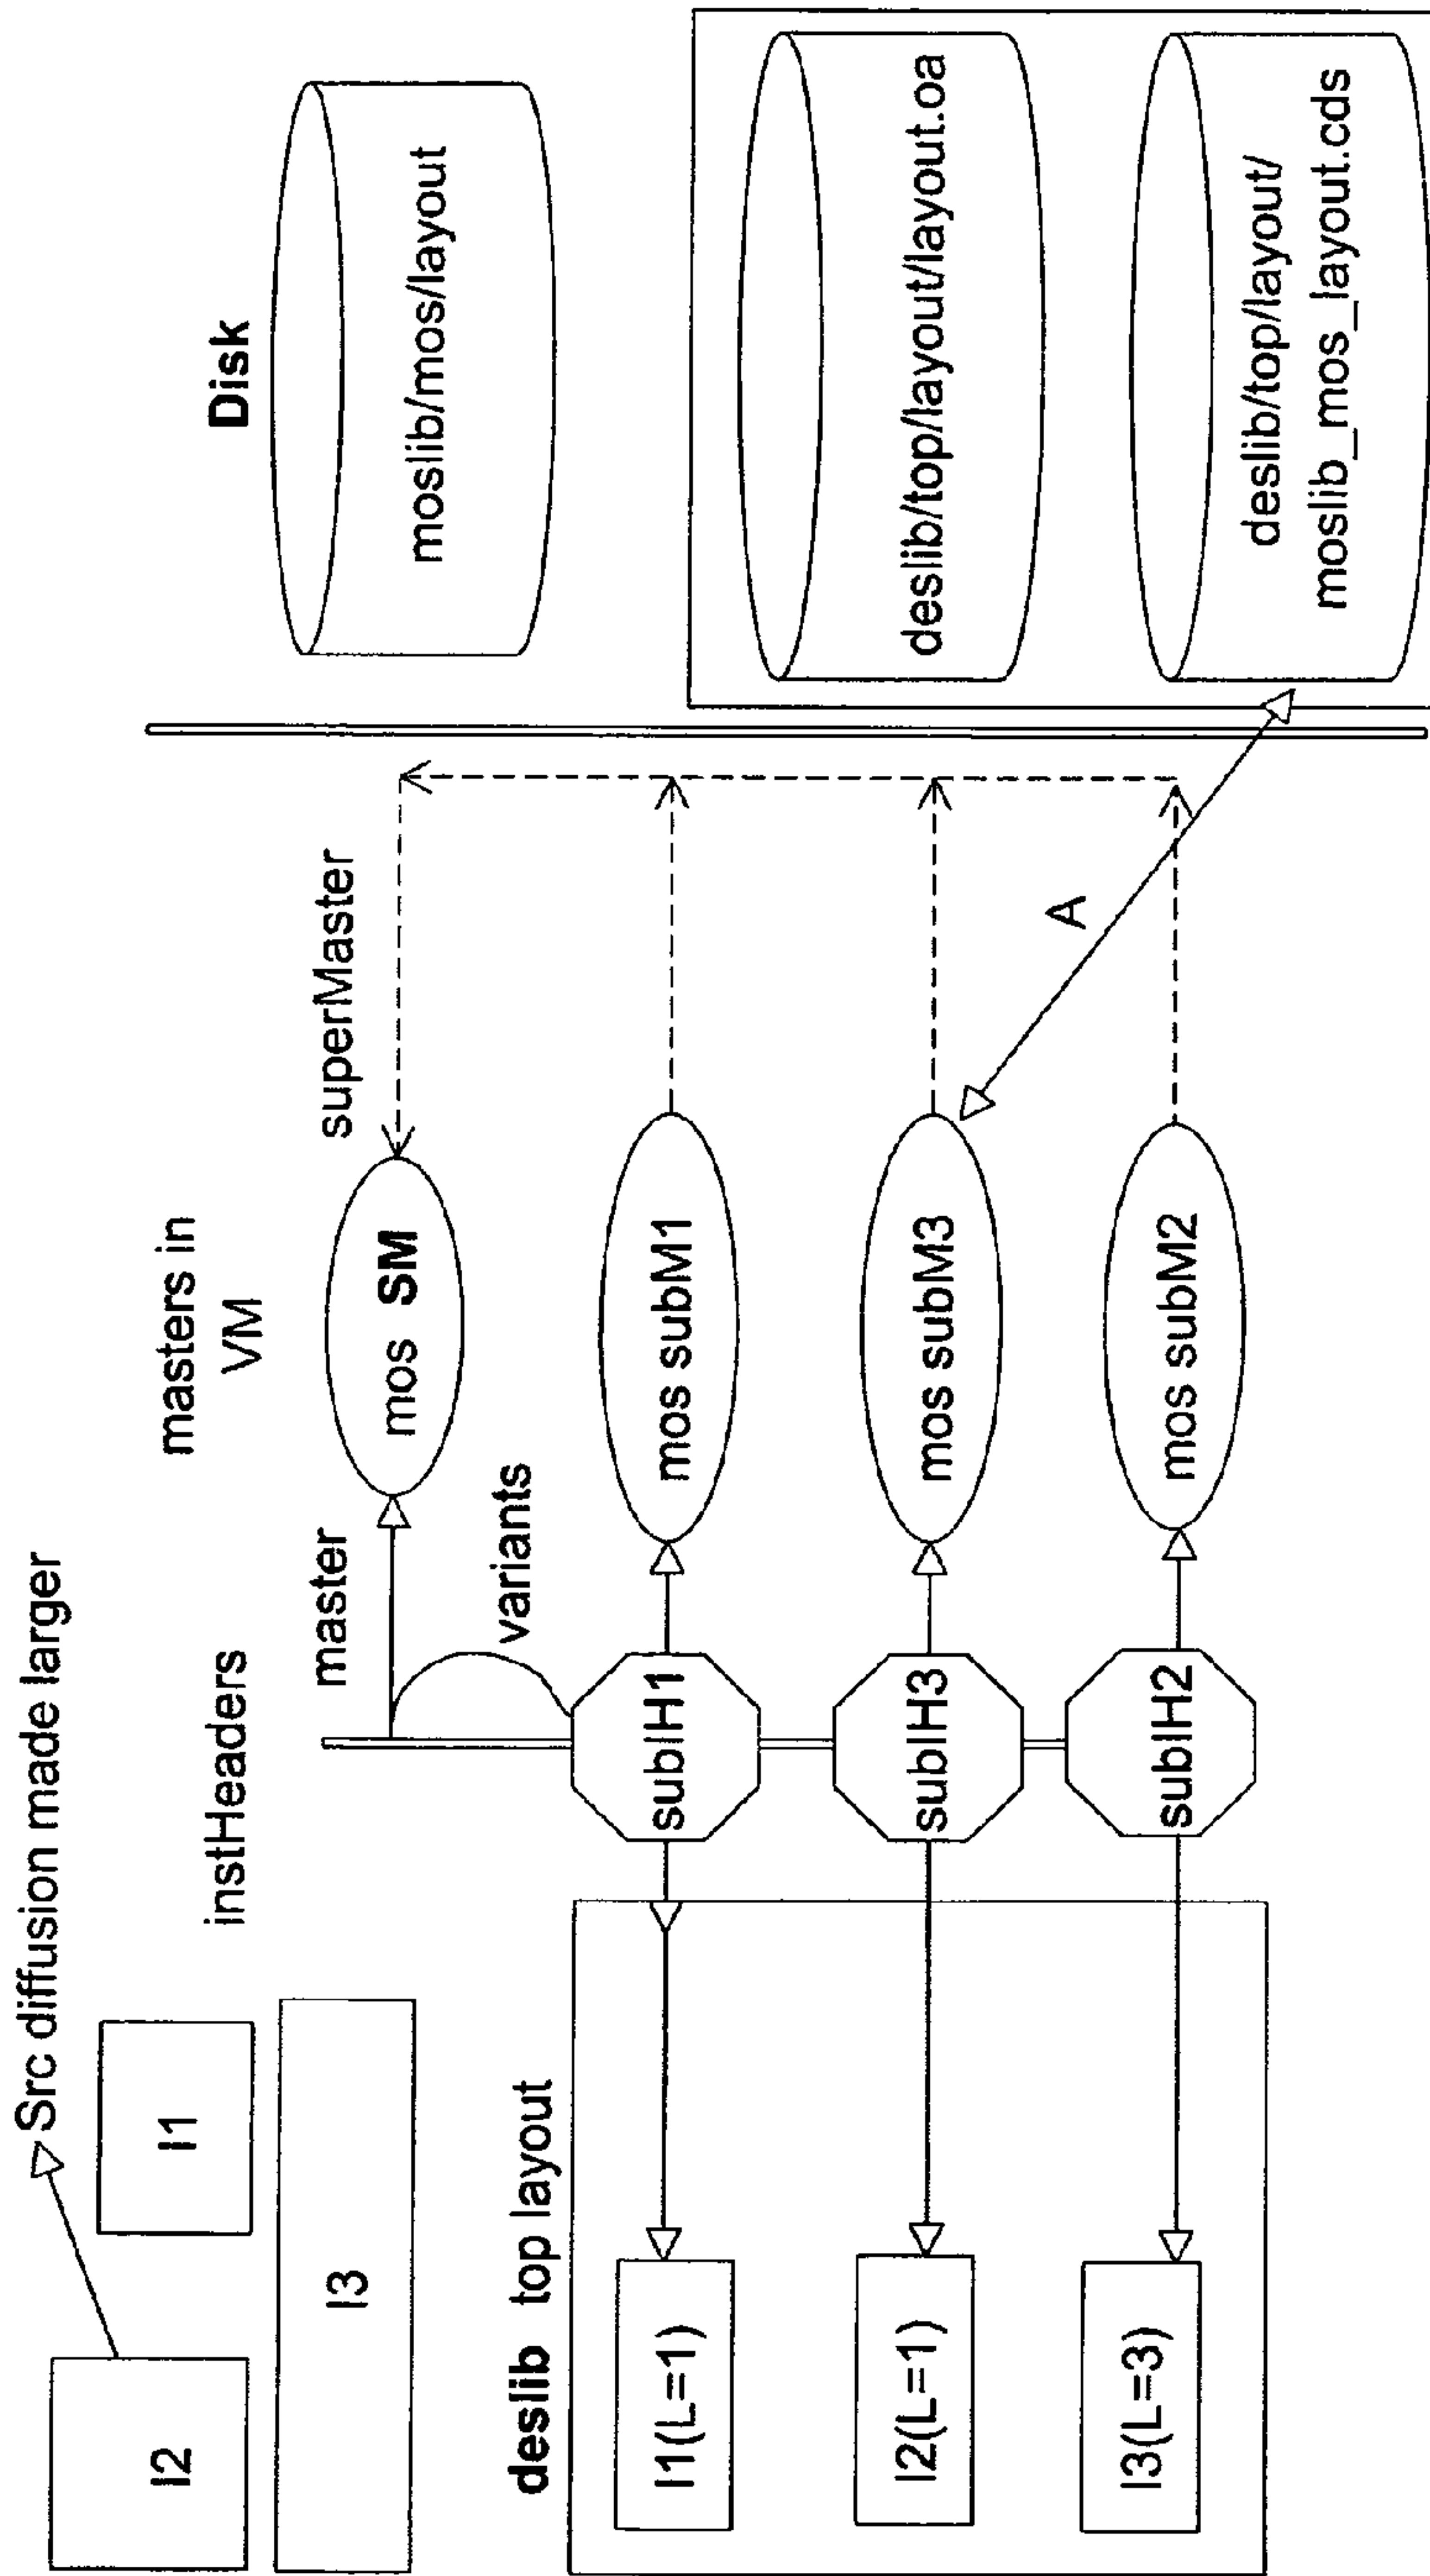 Src diffusion made larger
I2
I1
I3
instHeaders
masters in
VM
Disk
master
variants
superMaster
mos SM
moslib/mos/layout
deslib top layout
I1(L=1)
subIH1
mos subM1
deslib/top/layout/layout.oa
I2(L=1)
subIH3
mos subM3
A
I3(L=3)
subIH2
mos subM2
deslib/top/layout/
moslib_mos_layout.cds